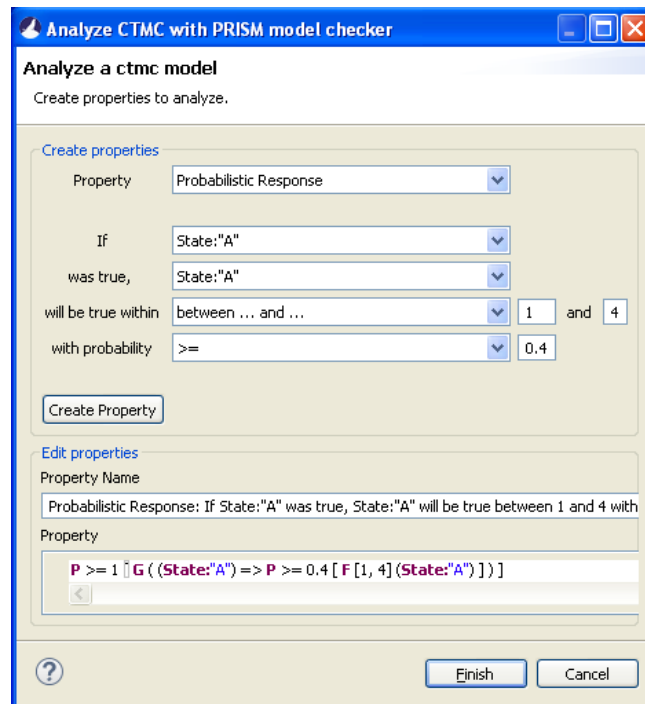 Analyze CTMC with PRISM model checker
Analyze a ctmc model
Create properties to analyze.
Create properties
Property Probabilistic Response
If State:"A"
was true, State:"A"
will be true within between ... and ... 1 and 4
with probability >= 0.4
Create Property
Edit properties
Property Name
Probabilistic Response: If State:"A" was true, State:"A" will be true between 1 and 4 with
Property
P >= 1 [ G ( (State:"A") => P >= 0.4 [ F [1, 4] (State:"A") ] ) ]
? Finish Cancel